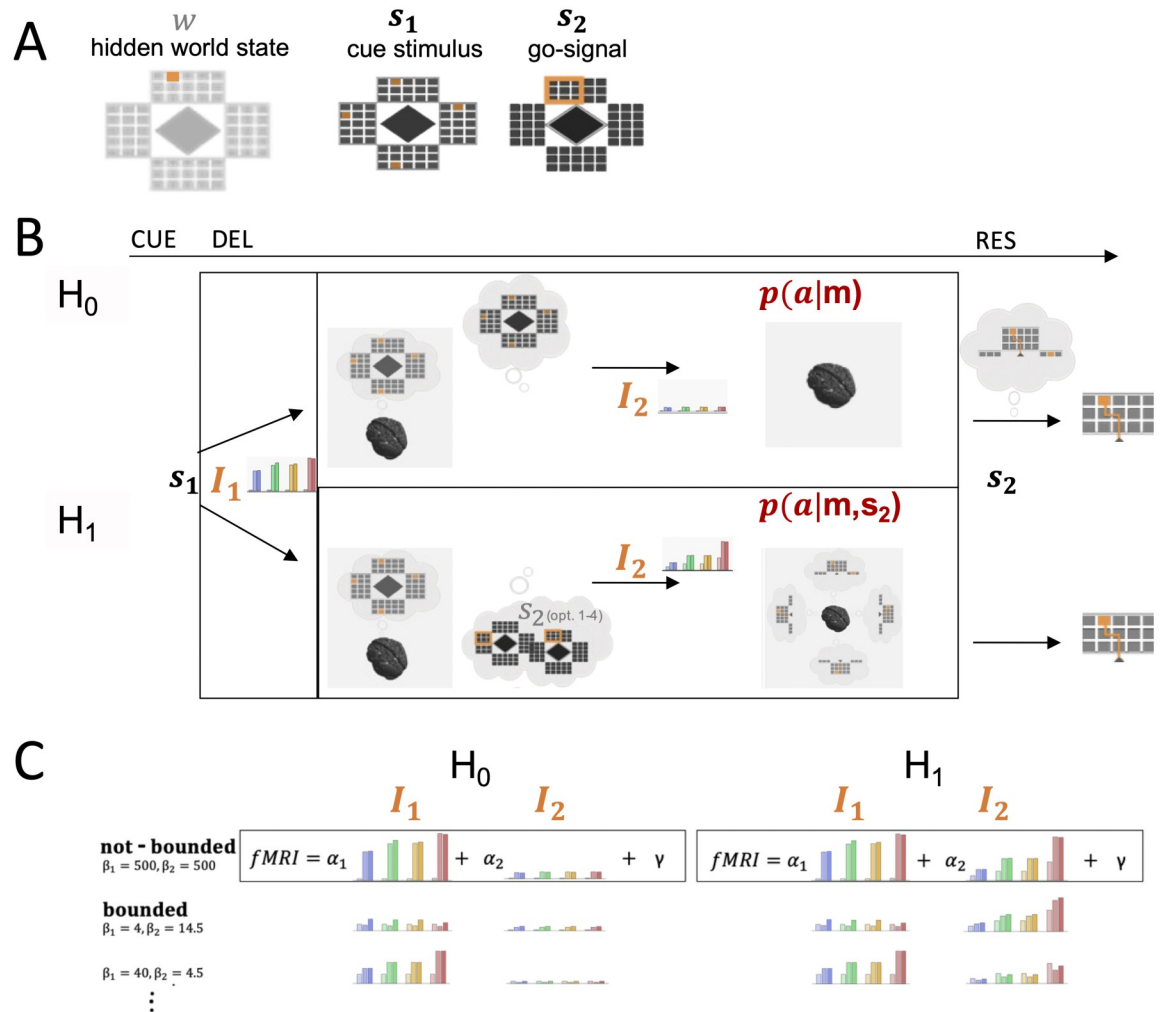 A
w
hidden world state
s₁
cue stimulus
s₂
go-signal
B
CUE DEL RES
H₀
p(a|m)
I₂
s₁ I₁ s₂
H₁
p(a|m,s₂)
I₂
s₂ (opt. 1-4)
C
H₀ H₁
I₁ I₂ I₁ I₂
not - bounded
β₁ = 500, β₂ = 500
fMRI = α₁ + α₂ + γ fMRI = α₁ + α₂ + γ
bounded
β₁ = 4, β₂ = 14.5
β₁ = 40, β₂ = 4.5
⋮